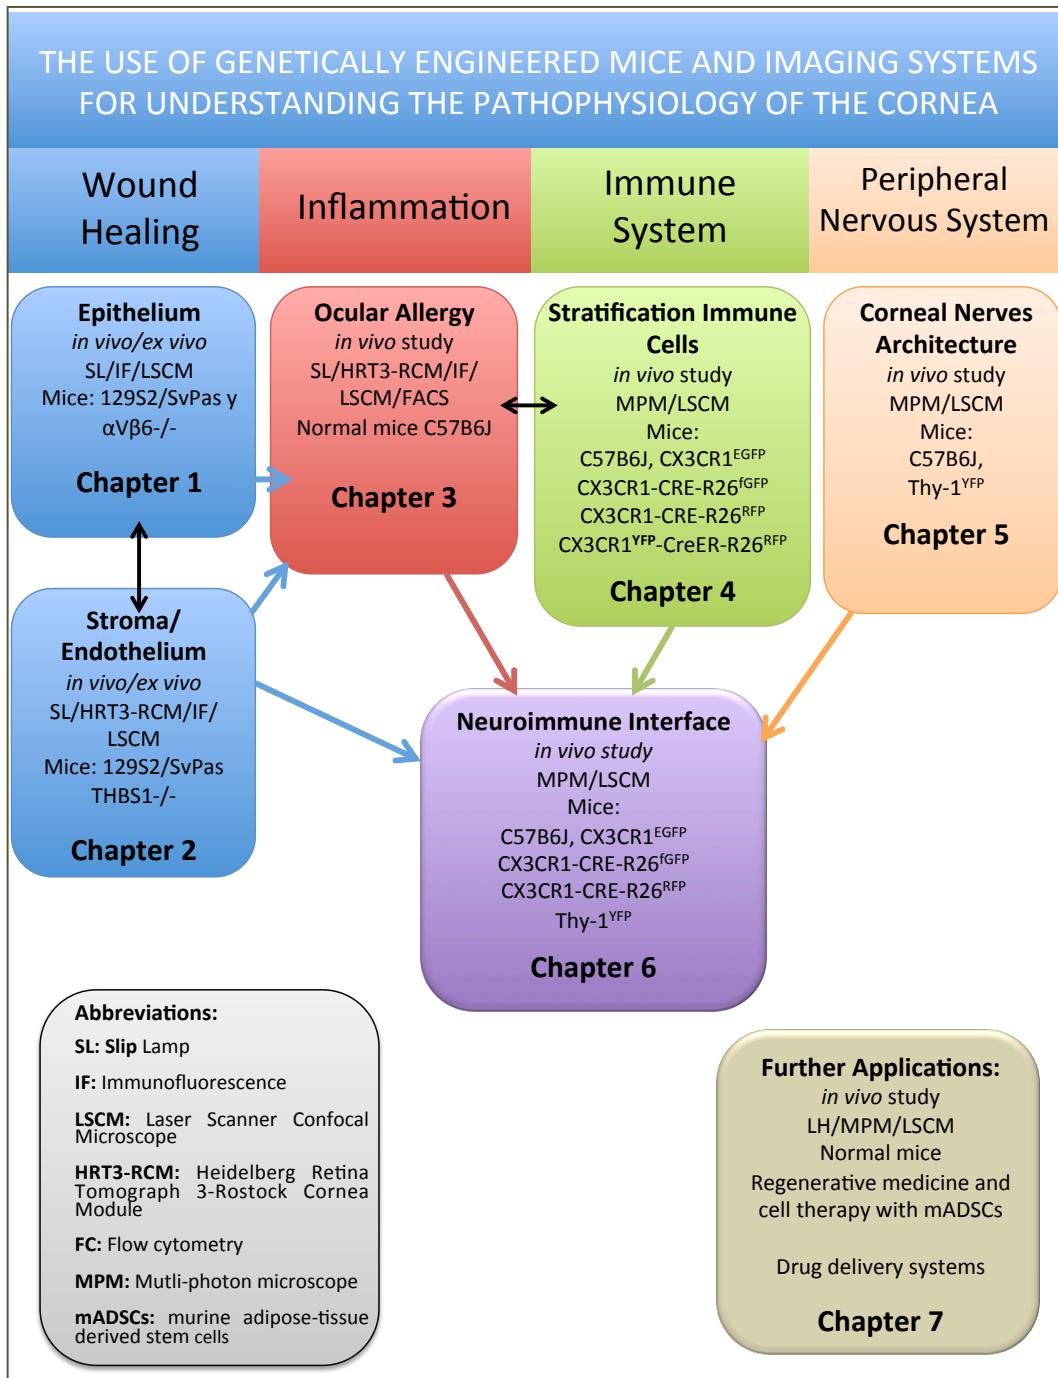 THE USE OF GENETICALLY ENGINEERED MICE AND IMAGING SYSTEMS
FOR UNDERSTANDING THE PATHOPHYSIOLOGY OF THE CORNEA
Wound
Healing
Inflammation
Immune
System
Peripheral
Nervous System
Epithelium
in vivo/ex vivo
SL/IF/LSCM
Mice: 129S2/SvPas y
αVβ6-/-
Chapter 1
Ocular Allergy
in vivo study
SL/HRT3-RCM/IF/
LSCM/FACS
Normal mice C57B6J
Chapter 3
Stratification Immune
Cells
in vivo study
MPM/LSCM
Mice:
C57B6J, CX3CR1EGFP
CX3CR1-CRE-R26fGFP
CX3CR1-CRE-R26RFP
CX3CR1YFP-CreER-R26RFP
Chapter 4
Corneal Nerves
Architecture
in vivo study
MPM/LSCM
Mice:
C57B6J,
Thy-1YFP
Chapter 5
Stroma/
Endothelium
in vivo/ex vivo
SL/HRT3-RCM/IF/
LSCM
Mice: 129S2/SvPas
THBS1-/-
Chapter 2
Neuroimmune Interface
in vivo study
MPM/LSCM
Mice:
C57B6J, CX3CR1EGFP
CX3CR1-CRE-R26fGFP
CX3CR1-CRE-R26RFP
Thy-1YFP
Chapter 6
Abbreviations:
SL: Slip Lamp
IF: Immunofluorescence
LSCM: Laser Scanner Confocal
Microscope
HRT3-RCM: Heidelberg Retina
Tomograph 3-Rostock Cornea
Module
FC: Flow cytometry
MPM: Mutli-photon microscope
mADSCs: murine adipose-tissue
derived stem cells
Further Applications:
in vivo study
LH/MPM/LSCM
Normal mice
Regenerative medicine and
cell therapy with mADSCs
Drug delivery systems
Chapter 7